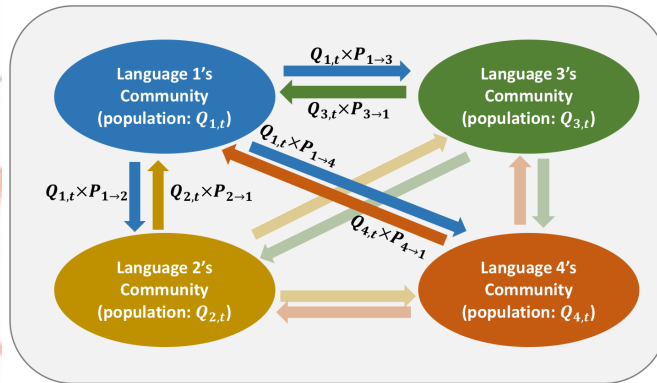 Language 1's
Community
(population: Q₁,ₜ)
Q₁,ₜ×P₁→₃
Q₃,ₜ×P₃→₁
Language 3's
Community
(population: Q₃,ₜ)
Q₁,ₜ×P₁→₄
Q₁,ₜ×P₁→₂
Q₂,ₜ×P₂→₁
Q₄,ₜ×P₄→₁
Language 2's
Community
(population: Q₂,ₜ)
Language 4's
Community
(population: Q₄,ₜ)